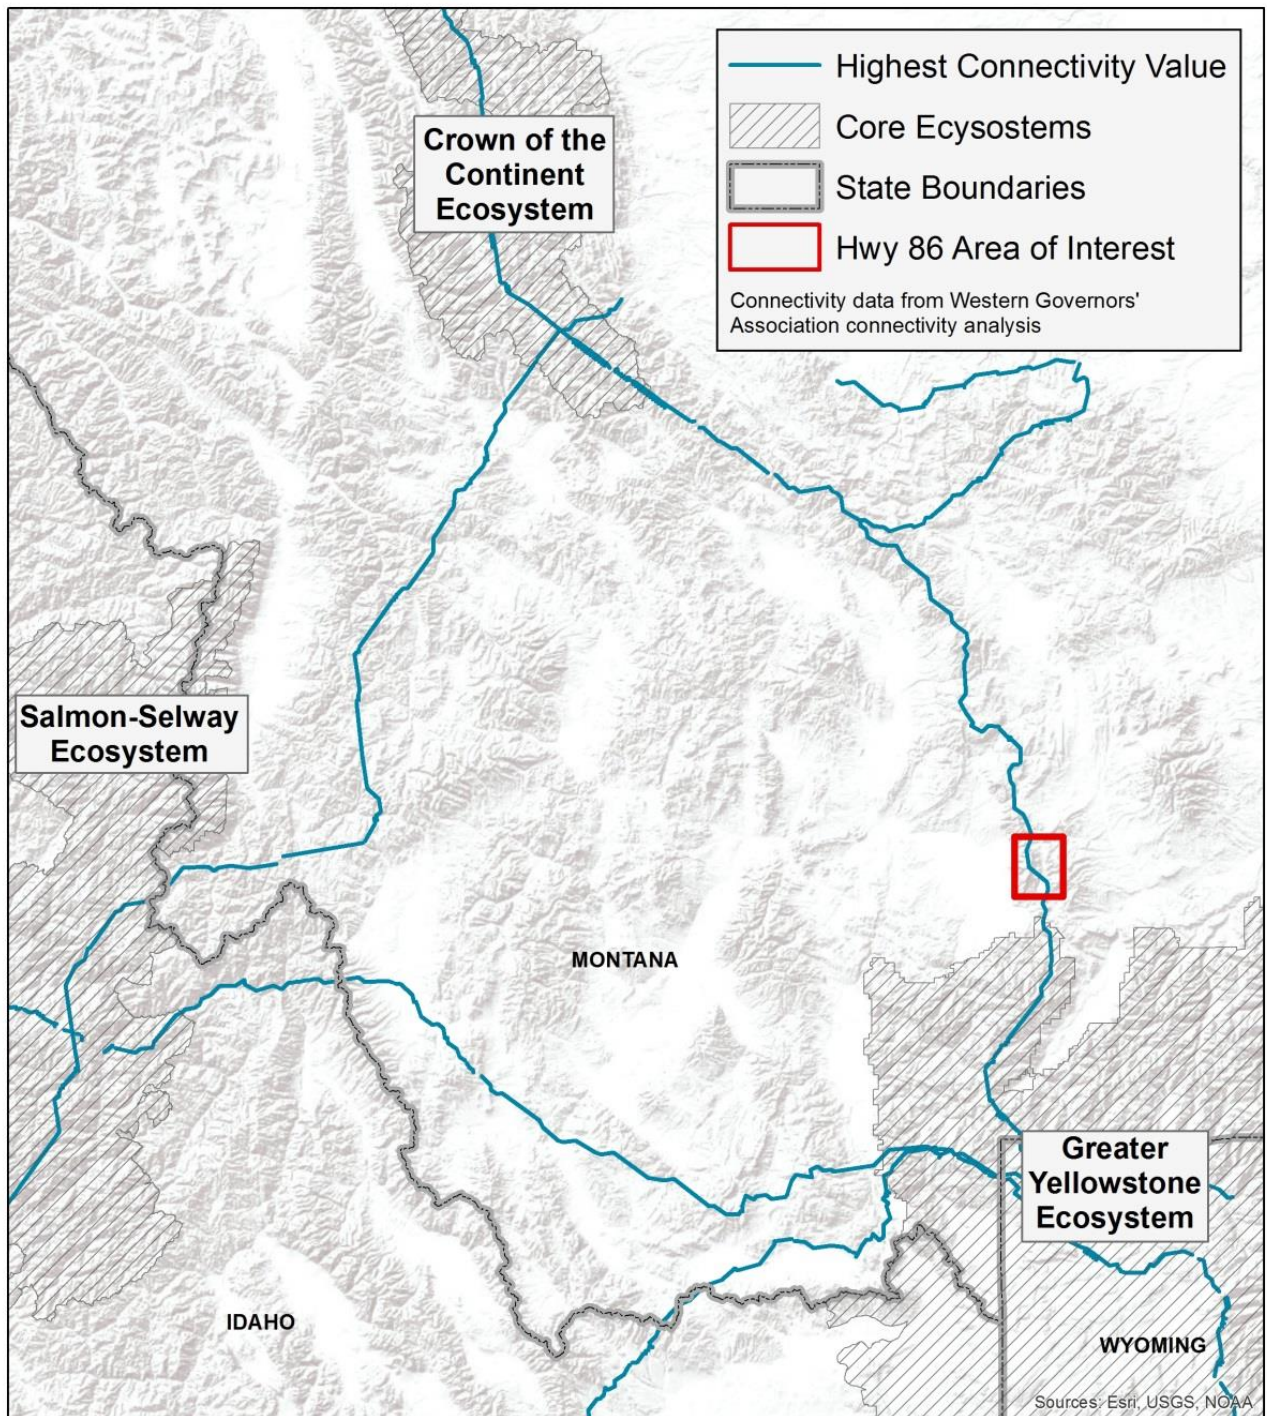 Highest Connectivity Value
Core Ecysostems
State Boundaries
Hwy 86 Area of Interest
Connectivity data from Western Governors'
Association connectivity analysis
Crown of the
Continent
Ecosystem
Salmon-Selway
Ecosystem
MONTANA
Greater
Yellowstone
Ecosystem
IDAHO
WYOMING
Sources: Esri, USGS, NOAA